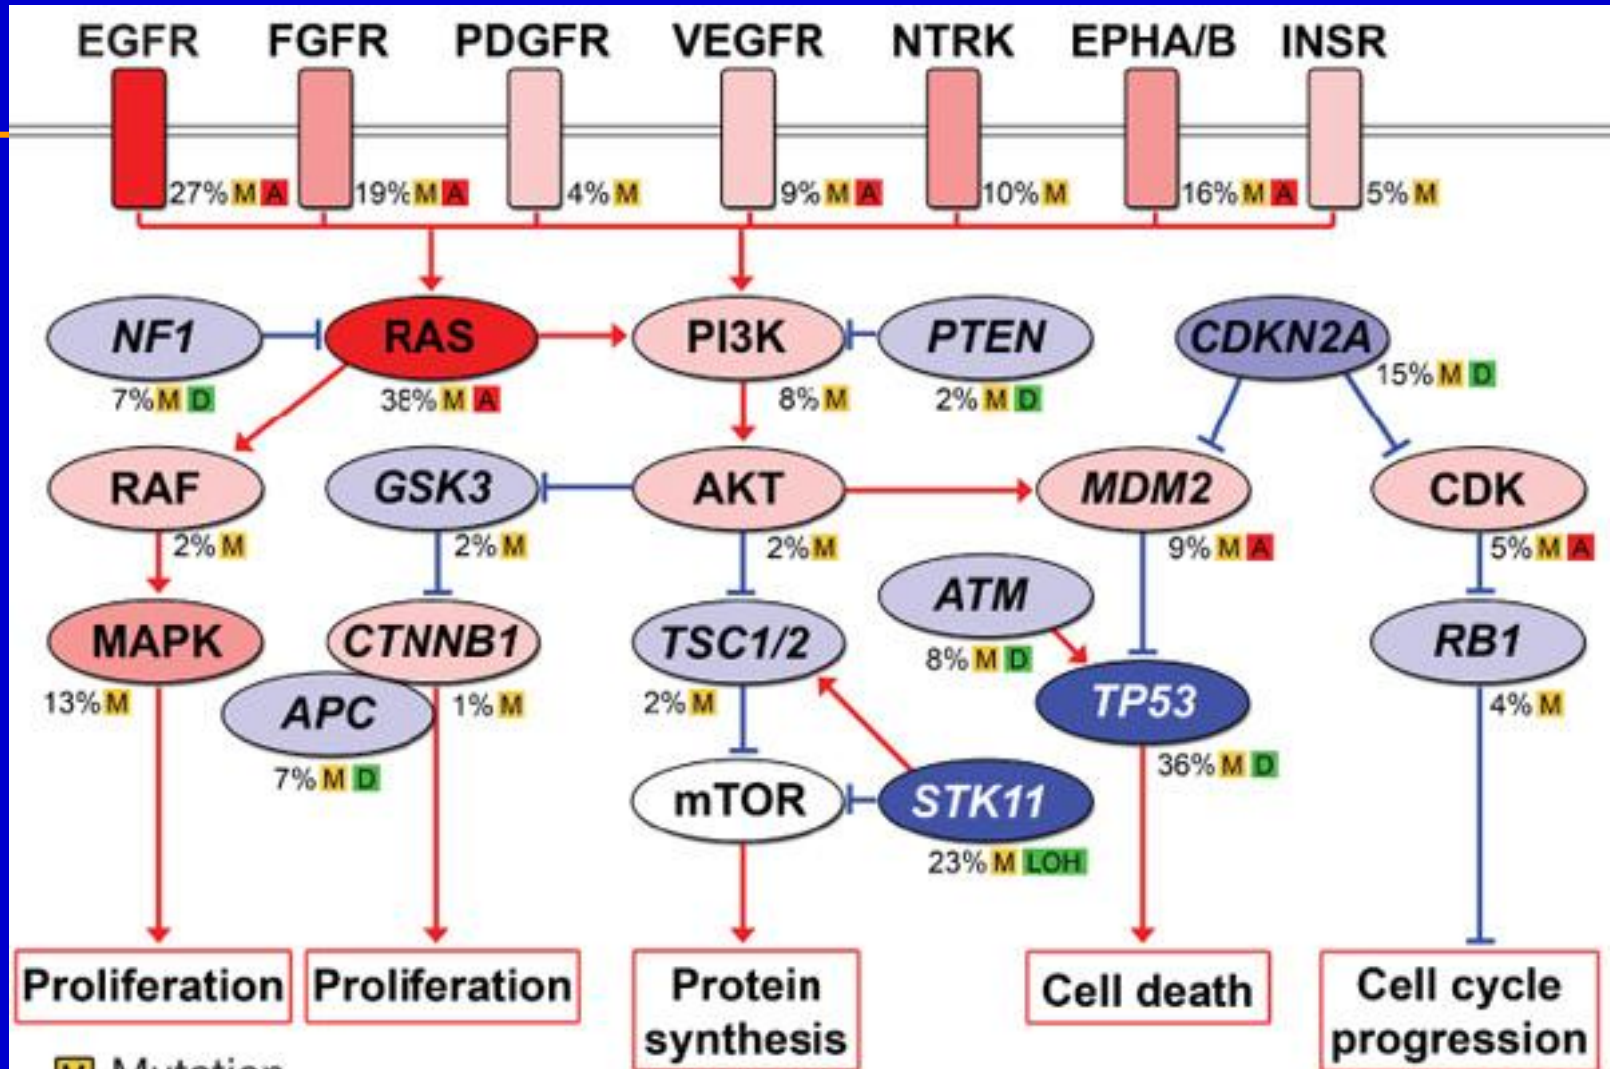 EGFR FGFR PDGFR VEGFR NTRK EPHA/B INSR
27% M A 19% M A 4% M 9% M A 10% M 16% M A 5% M
NF1 RAS PI3K PTEN CDKN2A
7% M D 38% M A 8% M 2% M D 15% M D
RAF GSK3 AKT MDM2 CDK
2% M 2% M 2% M 9% M A 5% M A
ATM
8% M D
MAPK CTNNB1 TSC1/2 TP53 RB1
13% M 1% M 2% M 36% M D 4% M
APC
7% M D
mTOR STK11
23% M LOH
Proliferation Proliferation Protein Cell death Cell cycle
synthesis progression
M Mutation